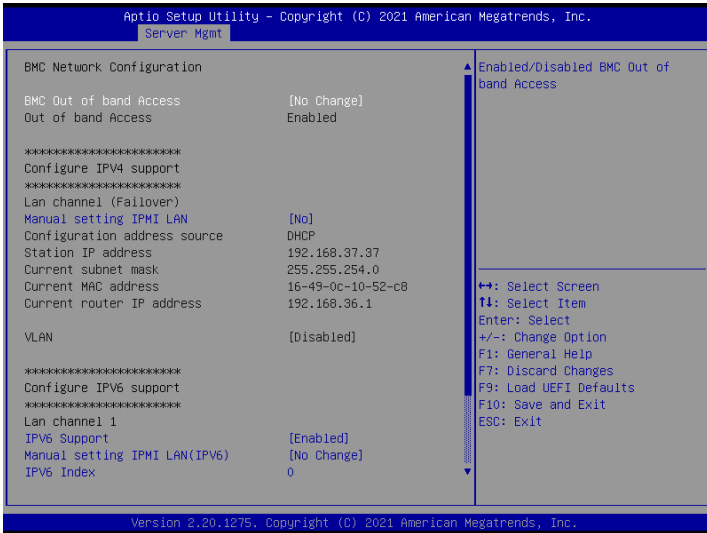 Aptio Setup Utility – Copyright (C) 2021 American Megatrends, Inc.
Server Mgmt
BMC Network Configuration
BMC Out of band Access [No Change]
Out of band Access Enabled
***********************
Configure IPV4 support
***********************
Lan channel (Failover)
Manual setting IPMI LAN [No]
Configuration address source DHCP
Station IP address 192.168.37.37
Current subnet mask 255.255.254.0
Current MAC address 16-49-0c-10-52-c8
Current router IP address 192.168.36.1
VLAN [Disabled]
***********************
Configure IPV6 support
***********************
Lan channel 1
IPV6 Support [Enabled]
Manual setting IPMI LAN(IPV6) [No Change]
IPV6 Index 0
Enabled/Disabled BMC Out of
band Access
↔: Select Screen
↑↓: Select Item
Enter: Select
+/-: Change Option
F1: General Help
F7: Discard Changes
F9: Load UEFI Defaults
F10: Save and Exit
ESC: Exit
Version 2.20.1275. Copyright (C) 2021 American Megatrends, Inc.